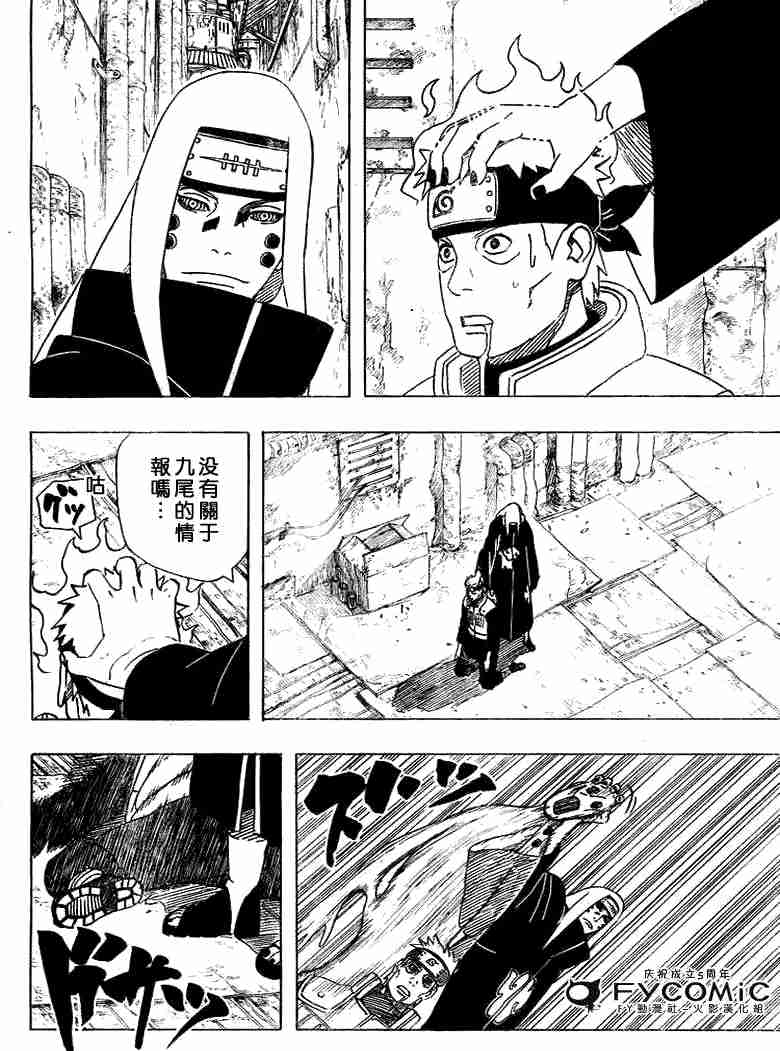 没有關于
九尾的情
報嗎…
咕
グッ
ズッ
ドサッ
庆祝成立5周年
FYCOMiC
FY動漫社-火影漢化組